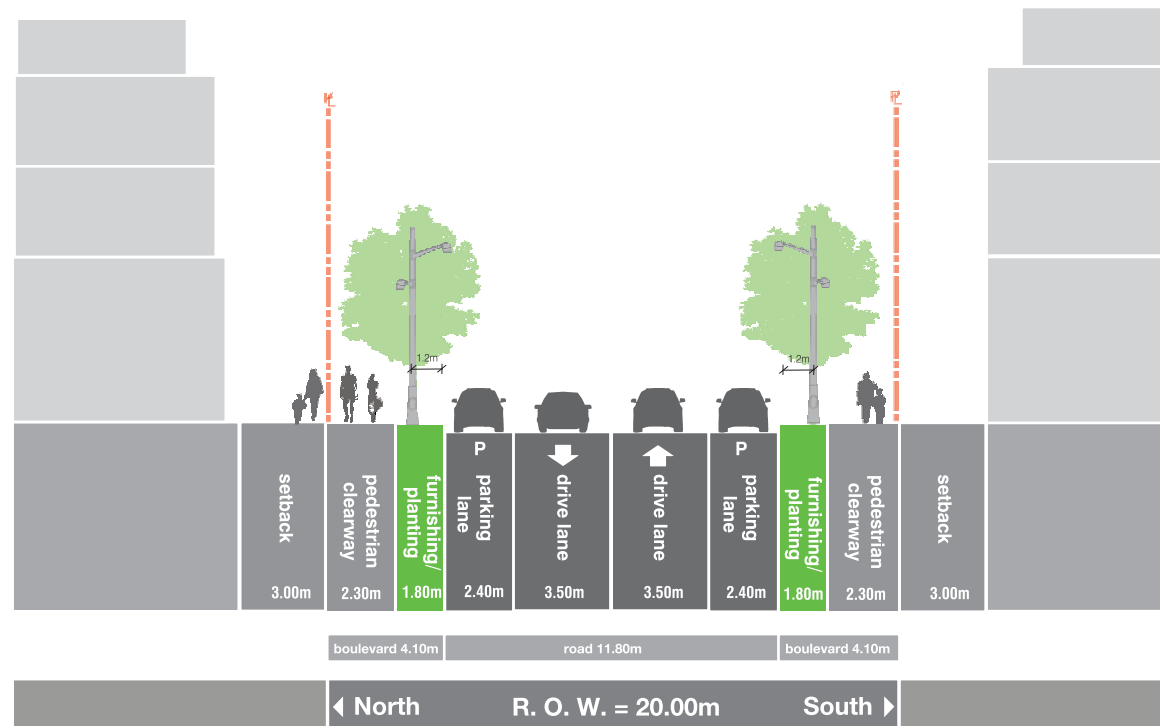 1.2m
1.2m
setback
3.00m
pedestrian
clearway
2.30m
furnishing/
planting
1.80m
P
parking
lane
2.40m
drive lane
3.50m
drive lane
3.50m
P
parking
lane
2.40m
furnishing/
planting
1.80m
pedestrian
clearway
2.30m
setback
3.00m
boulevard 4.10m
road 11.80m
boulevard 4.10m
North
R. O. W. = 20.00m
South